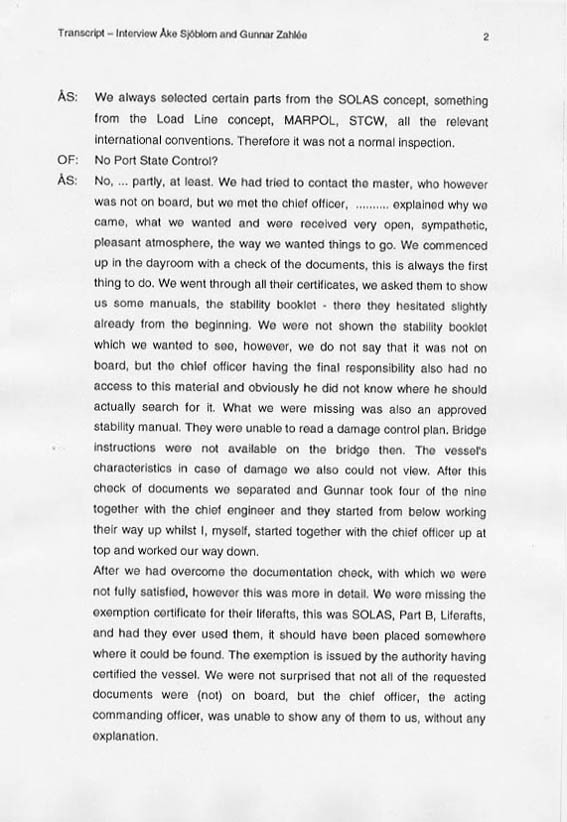 Transcript – Interview Åke Sjöblom and Gunnar Zahlée 2
ÅS: We always selected certain parts from the SOLAS concept, something
from the Load Line concept, MARPOL, STCW, all the relevant
international conventions. Therefore it was not a normal inspection.
OF: No Port State Control?
ÅS: No, ... partly, at least. We had tried to contact the master, who however
was not on board, but we met the chief officer, .......... explained why we
came, what we wanted and were received very open, sympathetic,
pleasant atmosphere, the way we wanted things to go. We commenced
up in the dayroom with a check of the documents, this is always the first
thing to do. We went through all their certificates, we asked them to show
us some manuals, the stability booklet - there they hesitated slightly
already from the beginning. We were not shown the stability booklet
which we wanted to see, however, we do not say that it was not on
board, but the chief officer having the final responsibility also had no
access to this material and obviously he did not know where he should
actually search for it. What we were missing was also an approved
stability manual. They were unable to read a damage control plan. Bridge
instructions were not available on the bridge then. The vessel's
characteristics in case of damage we also could not view. After this
check of documents we separated and Gunnar took four of the nine
together with the chief engineer and they started from below working
their way up whilst I, myself, started together with the chief officer up at
top and worked our way down.
After we had overcome the documentation check, with which we were
not fully satisfied, however this was more in detail. We were missing the
exemption certificate for their liferafts, this was SOLAS, Part B, Liferafts,
and had they ever used them, it should have been placed somewhere
where it could be found. The exemption is issued by the authority having
certified the vessel. We were not surprised that not all of the requested
documents were (not) on board, but the chief officer, the acting
commanding officer, was unable to show any of them to us, without any
explanation.